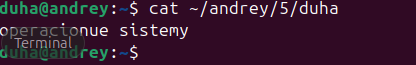 duha@andrey:~$ cat ~/andrey/5/duha
operacionue sistemy
Terminal
duha@andrey:~$